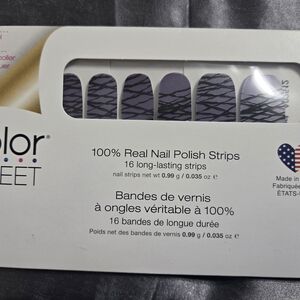 olor
EET
100% Real Nail Polish Strips
16 long-lasting strips
nail strips net wt 0.99 g / 0.035 oz e
Bandes de vernis
à ongles véritable à 100%
16 bandes de longue durée
Poids net des bandes de vernis 0.99 g / 0.035 oz e
Made in
Fabriquée
ÉTATS-